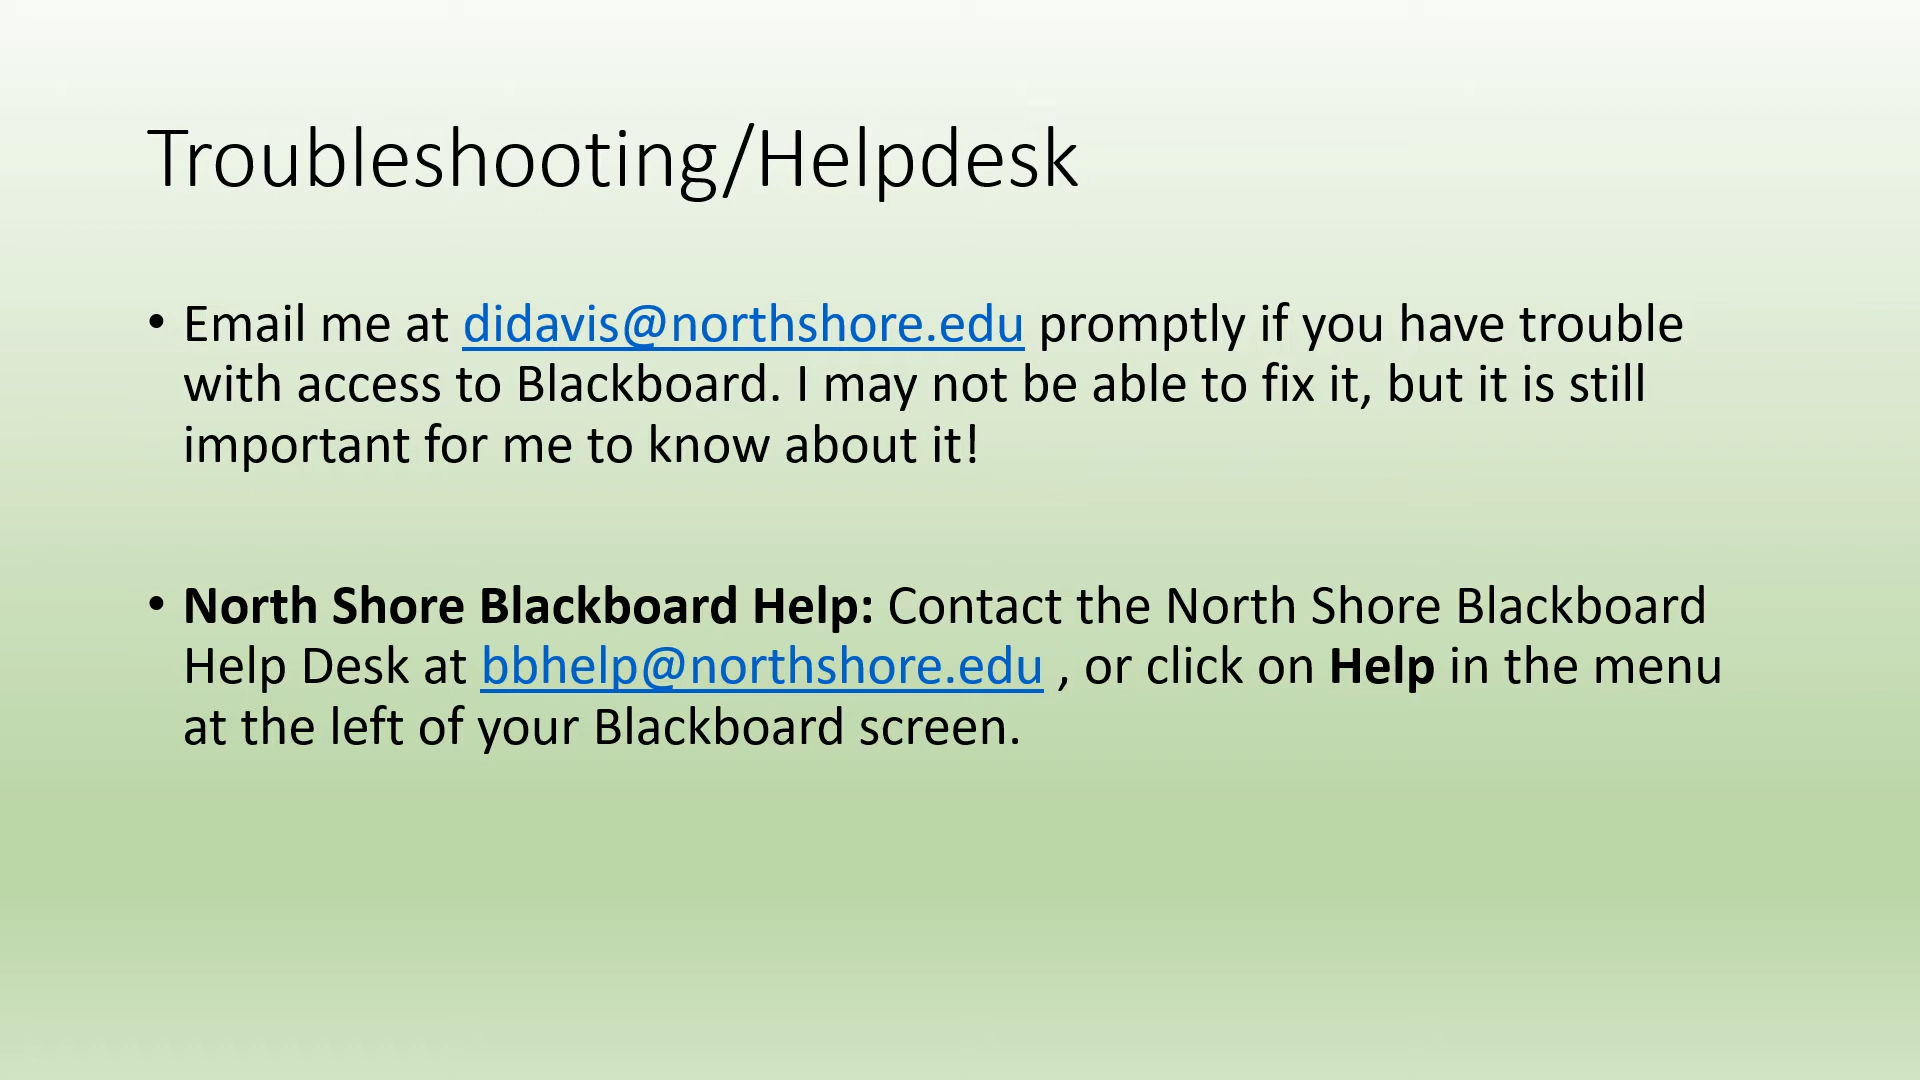 Troubleshooting/Helpdesk
• Email me at didavis@northshore.edu promptly if you have trouble
with access to Blackboard. I may not be able to fix it, but it is still
important for me to know about it!
• North Shore Blackboard Help: Contact the North Shore Blackboard
Help Desk at bbhelp@northshore.edu , or click on Help in the menu
at the left of your Blackboard screen.